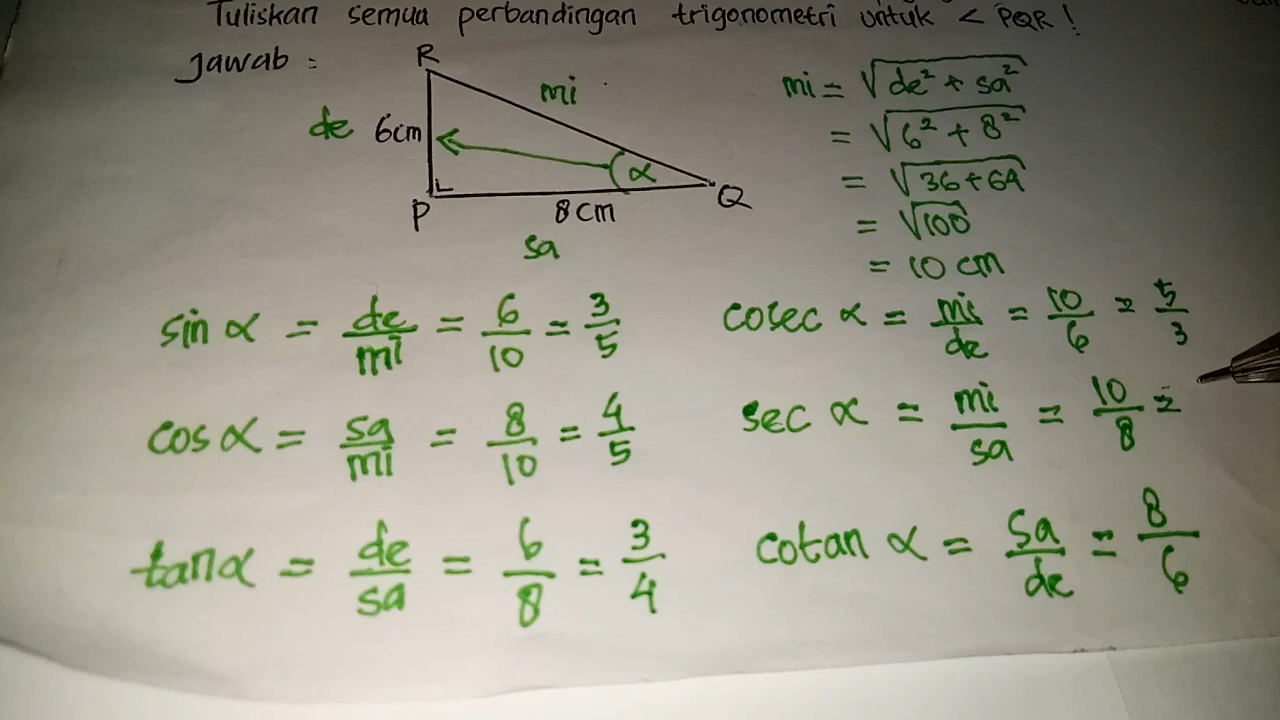 Tuliskan semua perbandingan trigonometri untuk < PQR !
Jawab :
R
mi
de 6cm
α
P
8 cm
Q
sa
mi = √de² + sa²
= √6² + 8²
= √36+64
= √100
= 10 cm
sin α = de/mi = 6/10 = 3/5
cosec α = mi/de = 10/6 = 5/3
cos α = sa/mi = 8/10 = 4/5
sec α = mi/sa = 10/8 =
tan α = de/sa = 6/8 = 3/4
cotan α = sa/de = 8/6